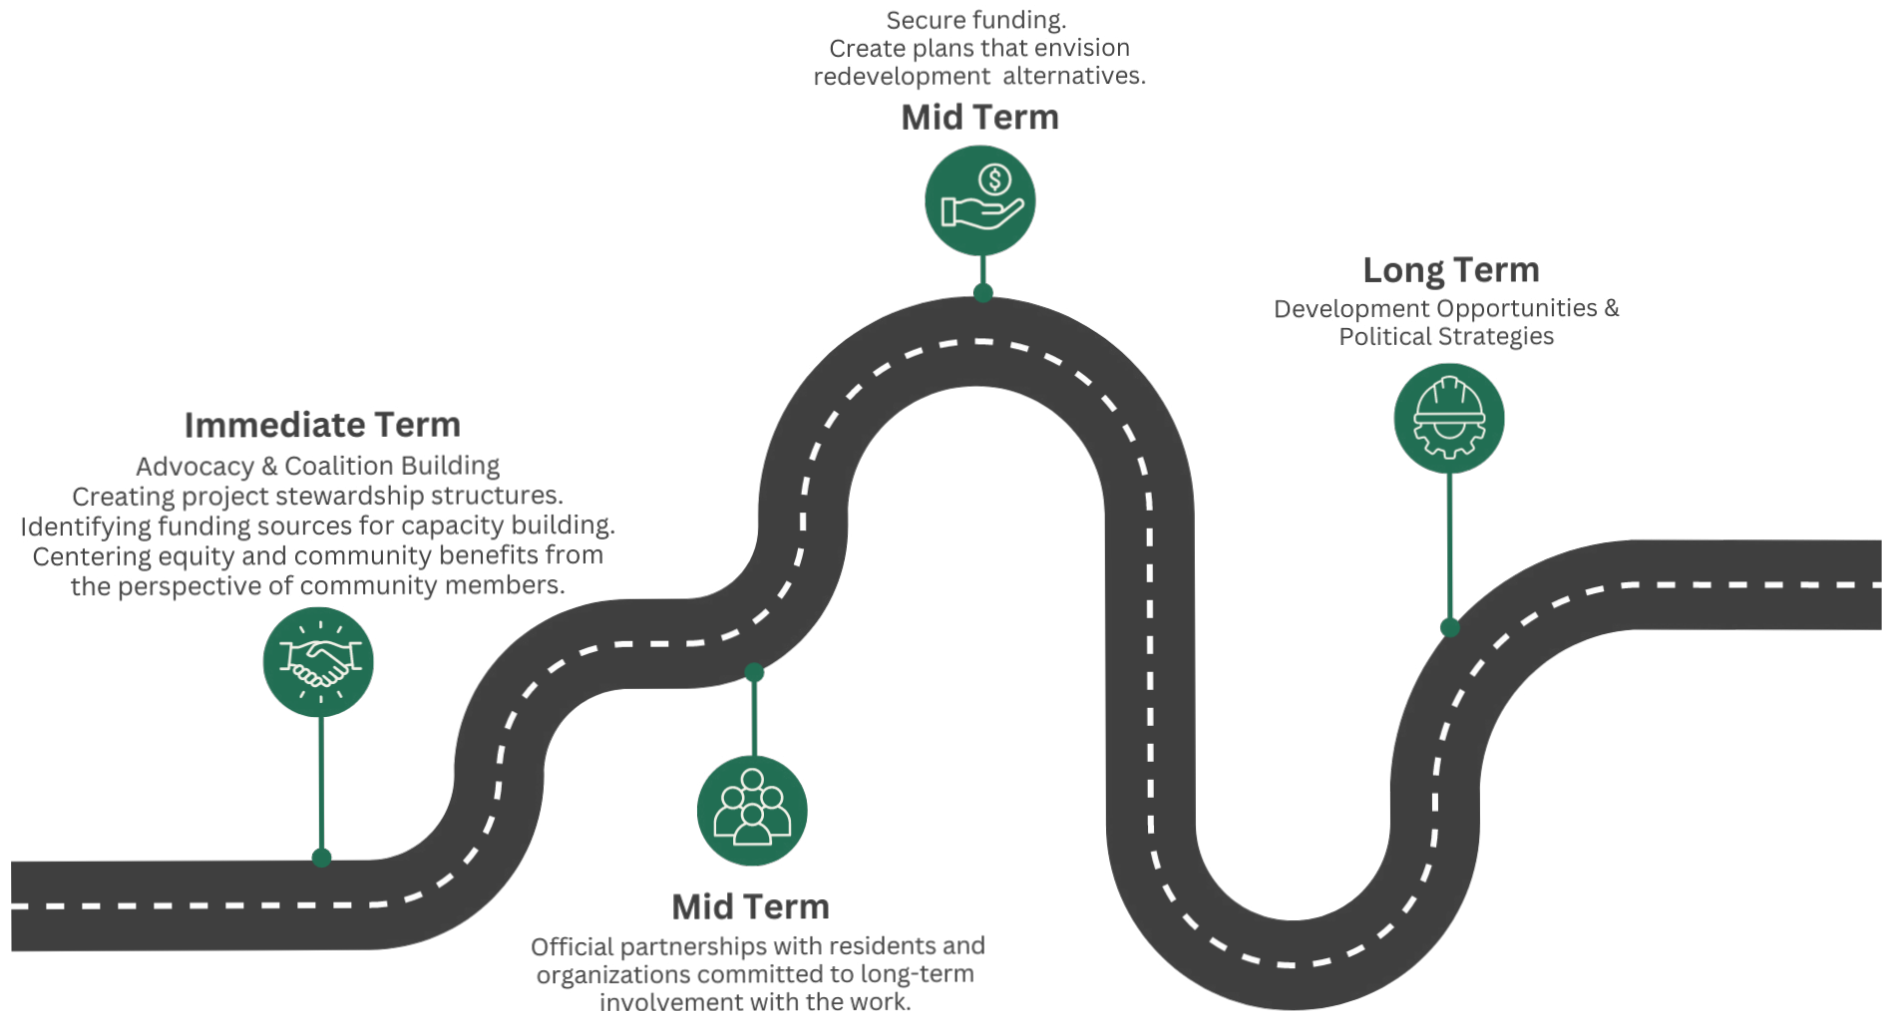 Immediate Term
Advocacy & Coalition Building
Creating project stewardship structures.
Identifying funding sources for capacity building.
Centering equity and community benefits from
the perspective of community members.
Mid Term
Official partnerships with residents and
organizations committed to long-term
involvement with the work.
Secure funding.
Create plans that envision
redevelopment alternatives.
Mid Term
$
Long Term
Development Opportunities &
Political Strategies